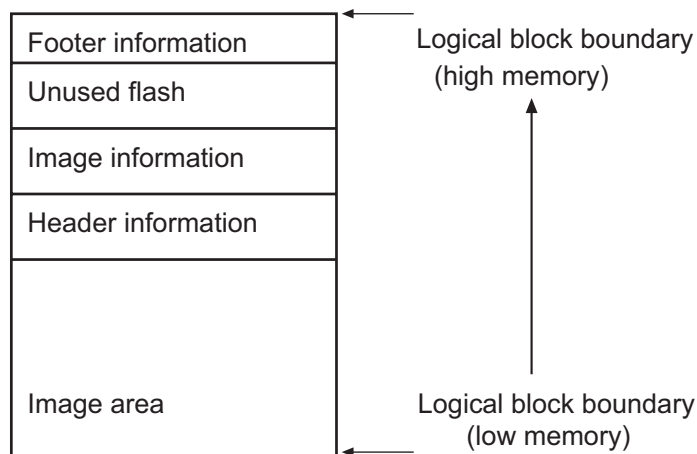 Footer information
Unused flash
Image information
Header information
Image area
Logical block boundary
(high memory)
Logical block boundary
(low memory)